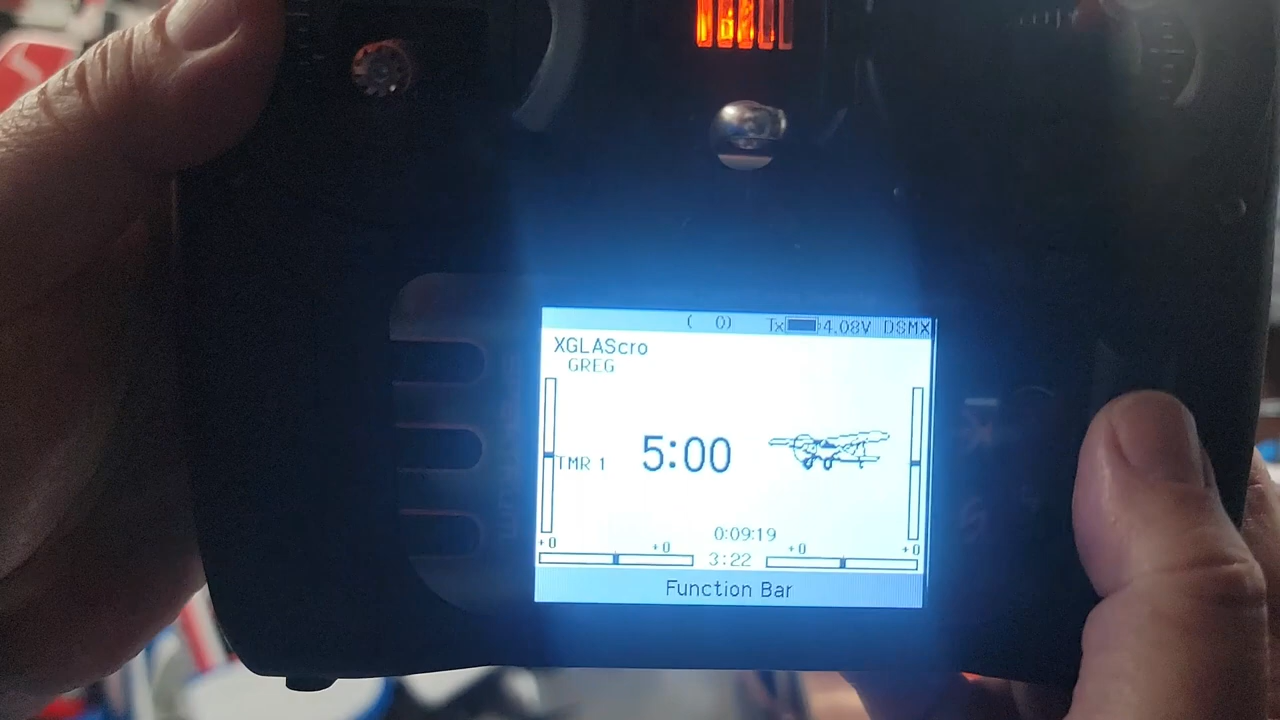 ( 0) Tx 4.08V DSMX
XGLAScro
GREG
TMR 1 5:00
0:09:19
+0 +0 3:22 +0 +0
Function Bar